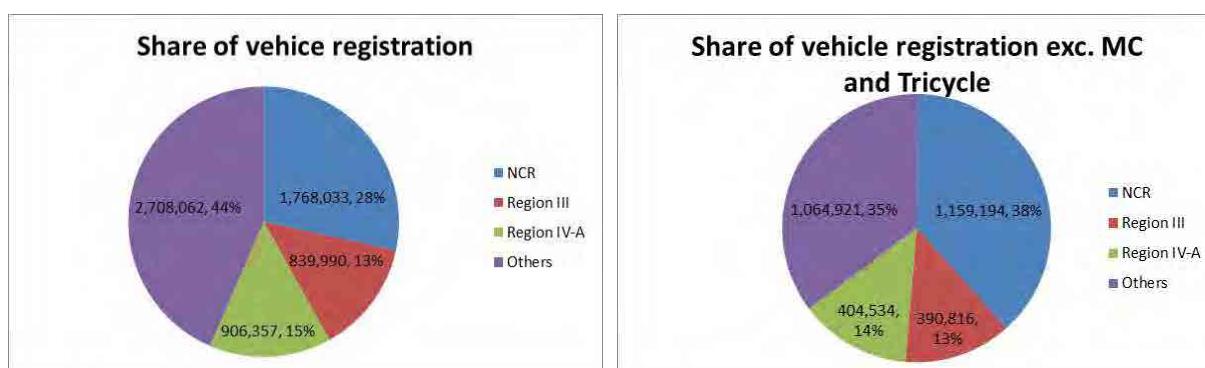 Share of vehice registration
2,708,062, 44%
1,768,033, 28%
839,990, 13%
906,357, 15%
NCR
Region III
Region IV-A
Others
Share of vehicle registration exc. MC
and Tricycle
1,064,921, 35%
1,159,194, 38%
404,534,
14%
390,816,
13%
NCR
Region III
Region IV-A
Others